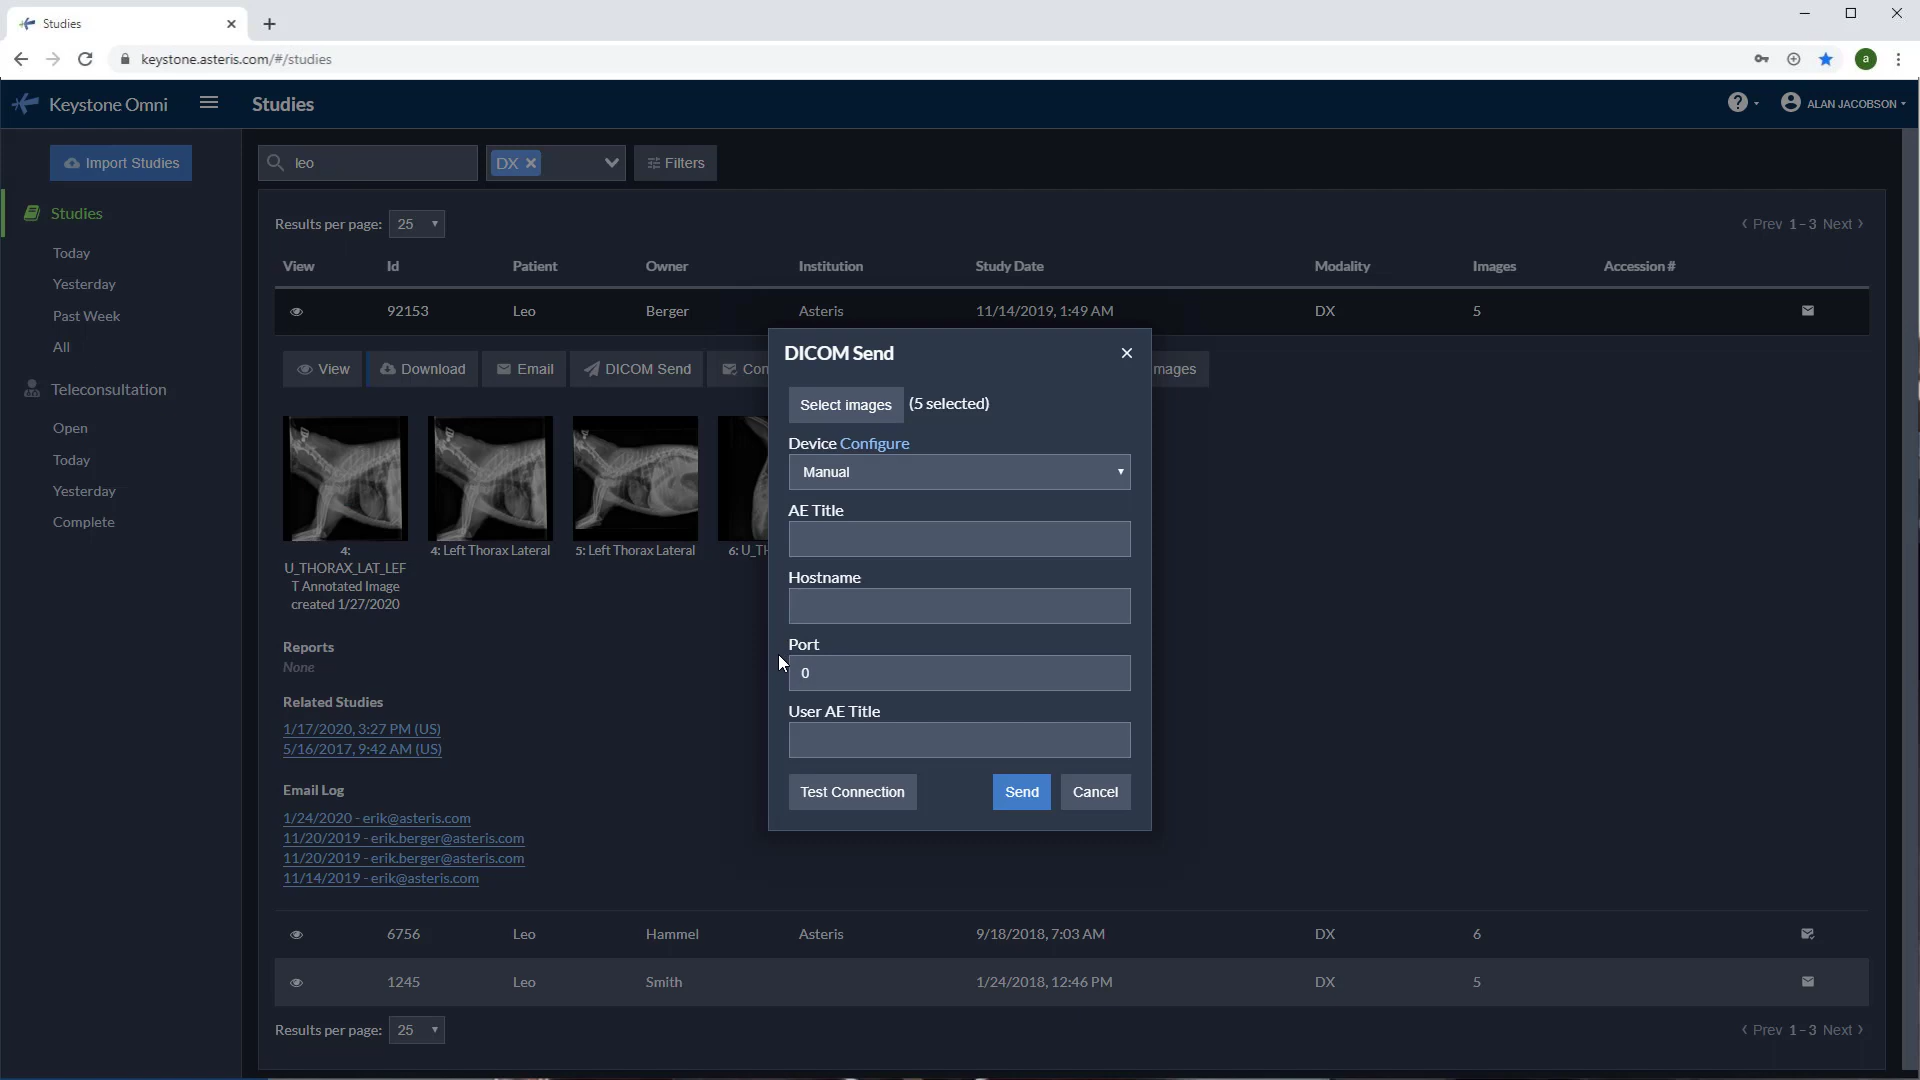 Studies
keystone.asteris.com/#/studies
a
Keystone Omni
Studies
?
ALAN JACOBSON
Import Studies
leo
DX
Filters
Studies
Today
Yesterday
Past Week
All
Teleconsultation
Open
Today
Yesterday
Complete
Results per page: 25
Prev 1 - 3 Next
View Id Patient Owner Institution Study Date Modality Images Accession #
92153 Leo Berger Asteris 11/14/2019, 1:49 AM DX 5
View Download Email DICOM Send Con mages
4:
U_THORAX_LAT_LEF
T Annotated Image
created 1/27/2020
4: Left Thorax Lateral
5: Left Thorax Lateral
6: U_TH
Reports
None
Related Studies
1/17/2020, 3:27 PM (US)
5/16/2017, 9:42 AM (US)
Email Log
1/24/2020 - erik@asteris.com
11/20/2019 - erik.berger@asteris.com
11/20/2019 - erik.berger@asteris.com
11/14/2019 - erik@asteris.com
DICOM Send
Select images (5 selected)
Device Configure
Manual
AE Title
Hostname
Port
0
User AE Title
Test Connection Send Cancel
6756 Leo Hammel Asteris 9/18/2018, 7:03 AM DX 6
1245 Leo Smith 1/24/2018, 12:46 PM DX 5
Results per page: 25
Prev 1 - 3 Next